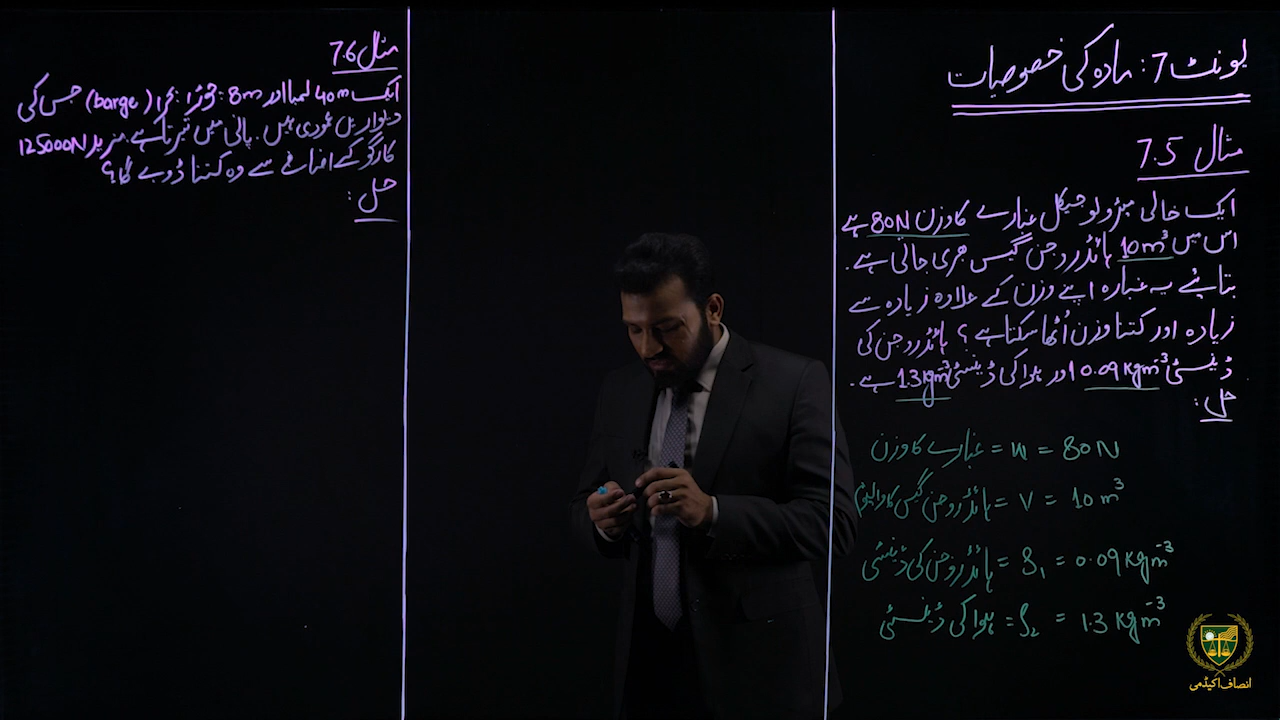 یونٹ 7: مادہ کی خصوصیات
مثال 7.5
ایک خالی میٹرولوجیکل غبارے کا وزن 80N ہے
اس میں 10m³ ہائڈروجن گیس بھری جاتی ہے۔
بتائیے یہ غبارہ اپنے وزن کے علاوہ زیادہ سے
زیادہ اور کتنا وزن اُٹھا سکتا ہے؟ ہائڈروجن کی
ڈینسٹی 0.09 kgm⁻³ اور ہوا کی ڈینسٹی 1.3 kgm⁻³ ہے۔
حل:
غبارے کا وزن = w = 80N
ہائڈروجن گیس کا والیوم = V = 10 m³
ہائڈروجن کی ڈینسٹی = ρ₁ = 0.09 kgm⁻³
ہوا کی ڈینسٹی = ρ₂ = 1.3 kgm⁻³
مثال 7.6
ایک 40m لمبا اور 8m چوڑا بجرا (barge) جس کی
دیواریں عمودی ہیں۔ پانی میں تیرتا ہے۔ مزید 125000N
کارگو کے اضافے سے وہ کتنا ڈوبے گا؟
حل:
انصاف اکیڈمی